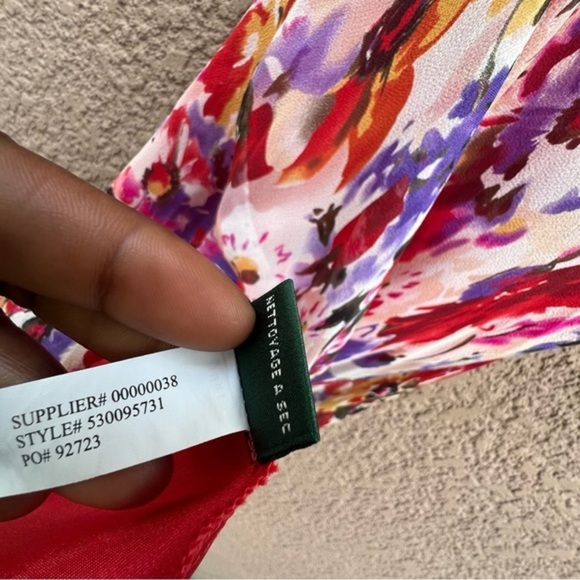 NETTOYAGE A SEC
SUPPLIER# 00000038
STYLE# 530095731
PO# 92723